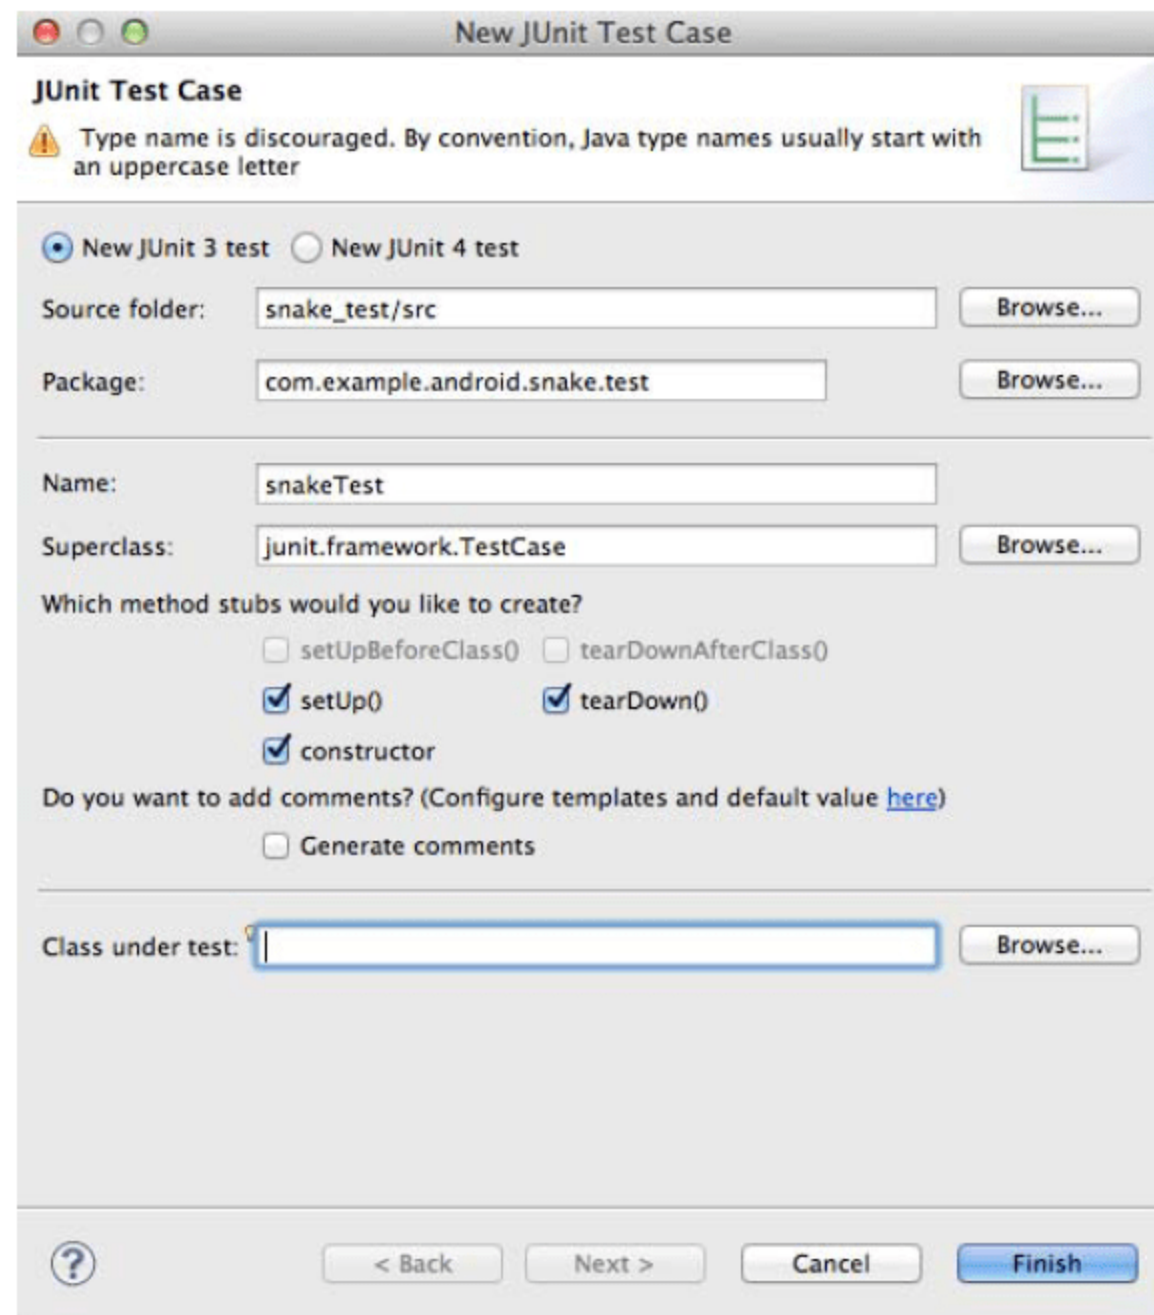 New JUnit Test Case
JUnit Test Case
Type name is discouraged. By convention, Java type names usually start with
an uppercase letter
New JUnit 3 test New JUnit 4 test
Source folder: snake_test/src Browse...
Package: com.example.android.snake.test Browse...
Name: snakeTest
Superclass: junit.framework.TestCase Browse...
Which method stubs would you like to create?
setUpBeforeClass() tearDownAfterClass()
setUp() tearDown()
constructor
Do you want to add comments? (Configure templates and default value here)
Generate comments
Class under test: Browse...
? < Back Next > Cancel Finish